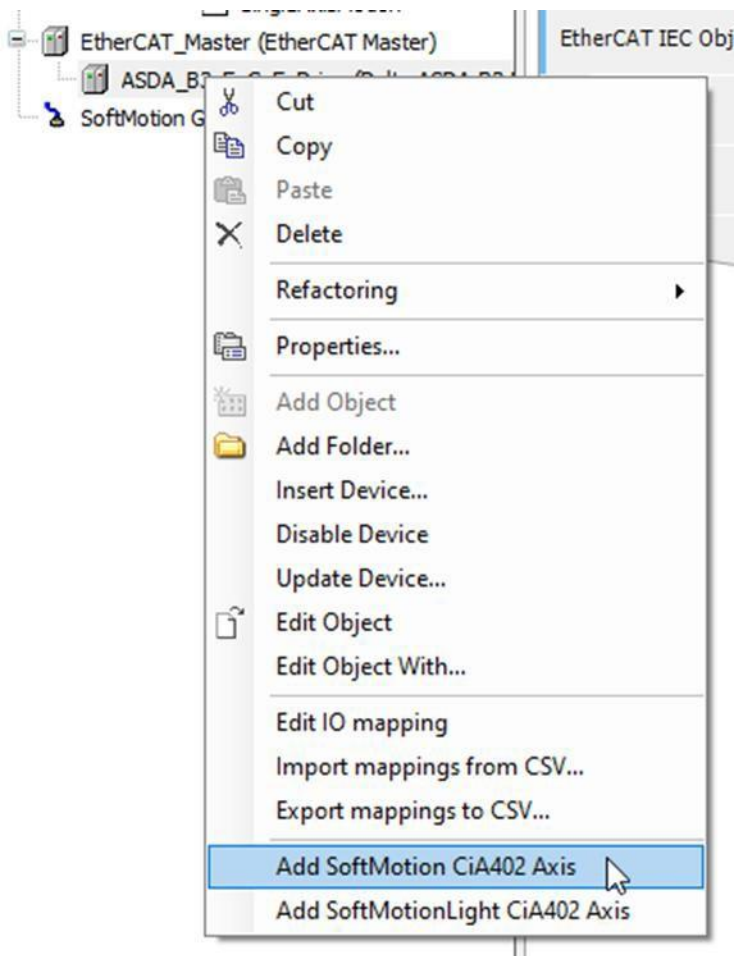 EtherCAT_Master (EtherCAT Master)
EtherCAT IEC Obj
SoftMotion G
Cut
Copy
Paste
Delete
Refactoring
Properties...
Add Object
Add Folder...
Insert Device...
Disable Device
Update Device...
Edit Object
Edit Object With...
Edit IO mapping
Import mappings from CSV...
Export mappings to CSV...
Add SoftMotion CiA402 Axis
Add SoftMotionLight CiA402 Axis